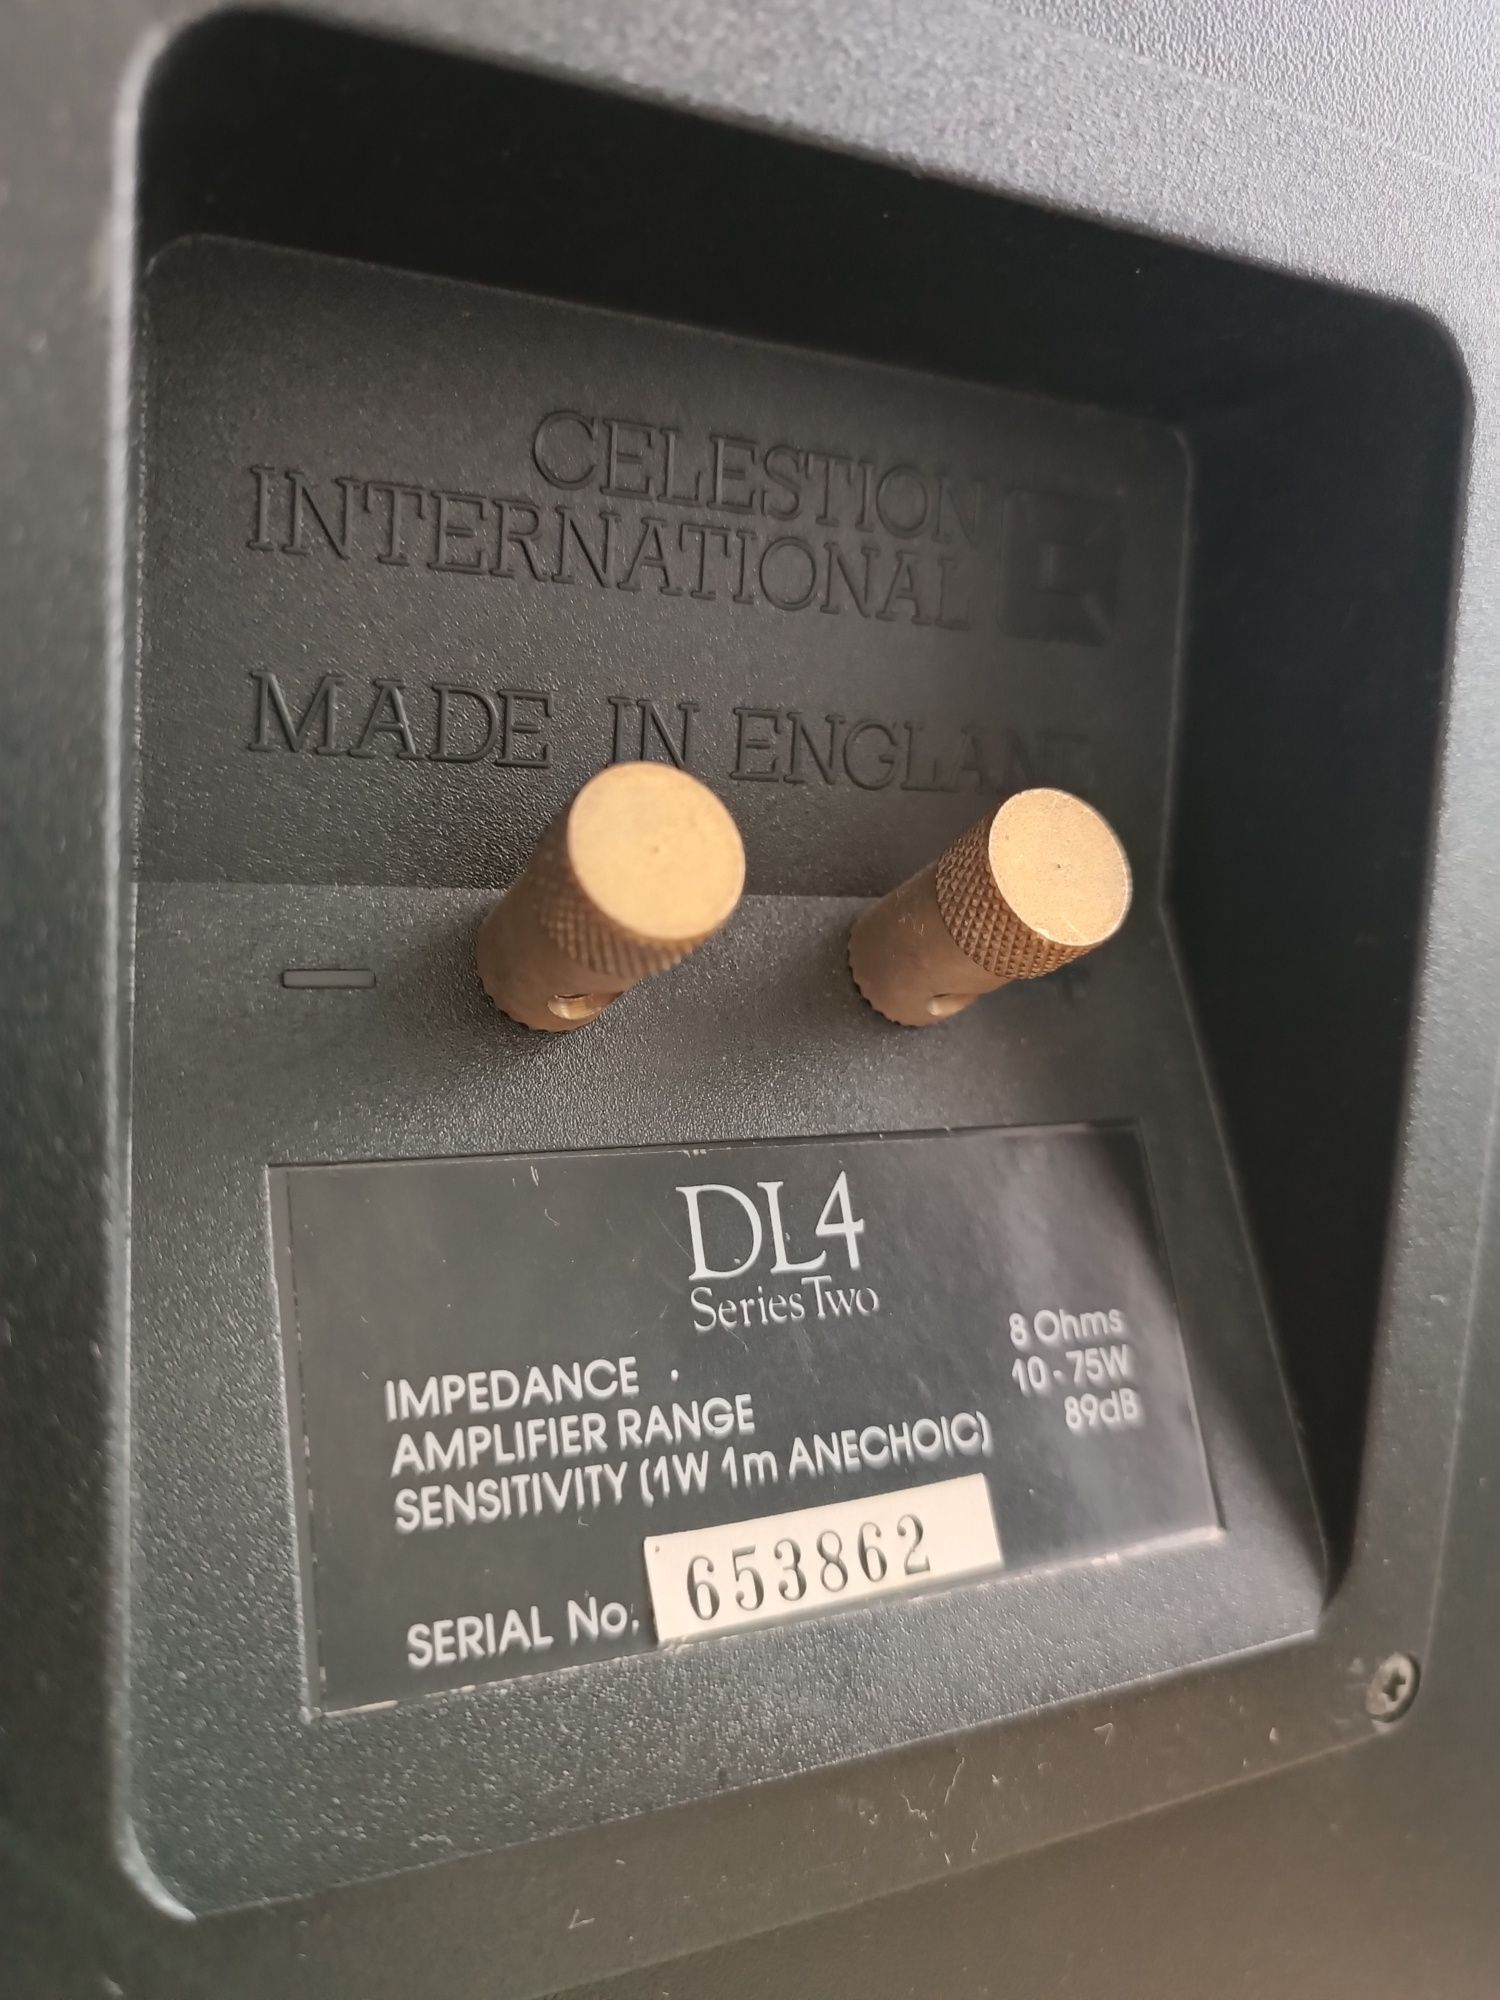 CELESTION
INTERNATIONAL
MADE IN ENGLAND
− +
DL4
Series Two
IMPEDANCE 8 Ohms
AMPLIFIER RANGE 10-75W
SENSITIVITY (1W 1m ANECHOIC) 89dB
SERIAL No. 653862